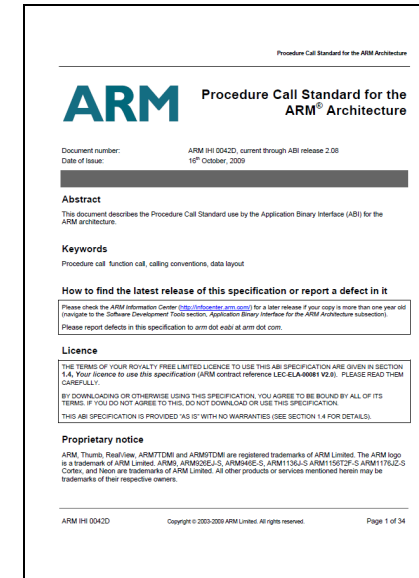 Procedure Call Standard for the ARM Architecture
ARM
Procedure Call Standard for the
ARM® Architecture
Document number: ARM IHI 0042D, current through ABI release 2.08
Date of Issue: 16th October, 2009
Abstract
This document describes the Procedure Call Standard use by the Application Binary Interface (ABI) for the
ARM architecture.
Keywords
Procedure call function call, calling conventions, data layout
How to find the latest release of this specification or report a defect in it
Please check the ARM Information Center (http://infocenter.arm.com/) for a later release if your copy is more than one year old
(navigate to the Software Development Tools section, Application Binary Interface for the ARM Architecture subsection).
Please report defects in this specification to arm dot eabi at arm dot com.
Licence
THE TERMS OF YOUR ROYALTY FREE LIMITED LICENCE TO USE THIS ABI SPECIFICATION ARE GIVEN IN SECTION
1.4, Your licence to use this specification (ARM contract reference LEC-ELA-00081 V2.0). PLEASE READ THEM
CAREFULLY.
BY DOWNLOADING OR OTHERWISE USING THIS SPECIFICATION, YOU AGREE TO BE BOUND BY ALL OF ITS
TERMS. IF YOU DO NOT AGREE TO THIS, DO NOT DOWNLOAD OR USE THIS SPECIFICATION.
THIS ABI SPECIFICATION IS PROVIDED "AS IS" WITH NO WARRANTIES (SEE SECTION 1.4 FOR DETAILS).
Proprietary notice
ARM, Thumb, RealView, ARM7TDMI and ARM9TDMI are registered trademarks of ARM Limited. The ARM logo
is a trademark of ARM Limited. ARM9, ARM926EJ-S, ARM946E-S, ARM1136J-S ARM1156T2F-S ARM1176JZ-S
Cortex, and Neon are trademarks of ARM Limited. All other products or services mentioned herein may be
trademarks of their respective owners.
ARM IHI 0042D Copyright © 2003-2009 ARM Limited. All rights reserved. Page 1 of 34